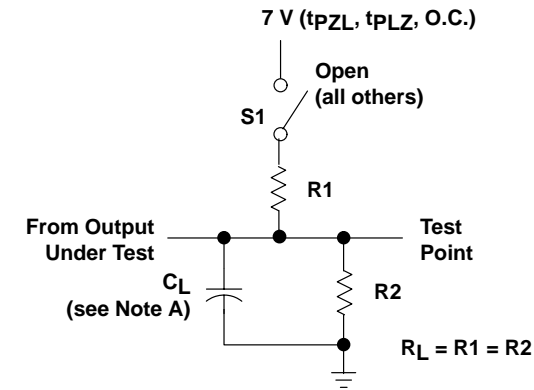 7 V (tPZL, tPLZ, O.C.)
Open
(all others)
S1
R1
From Output
Under Test
Test
Point
CL
(see Note A)
R2
RL = R1 = R2